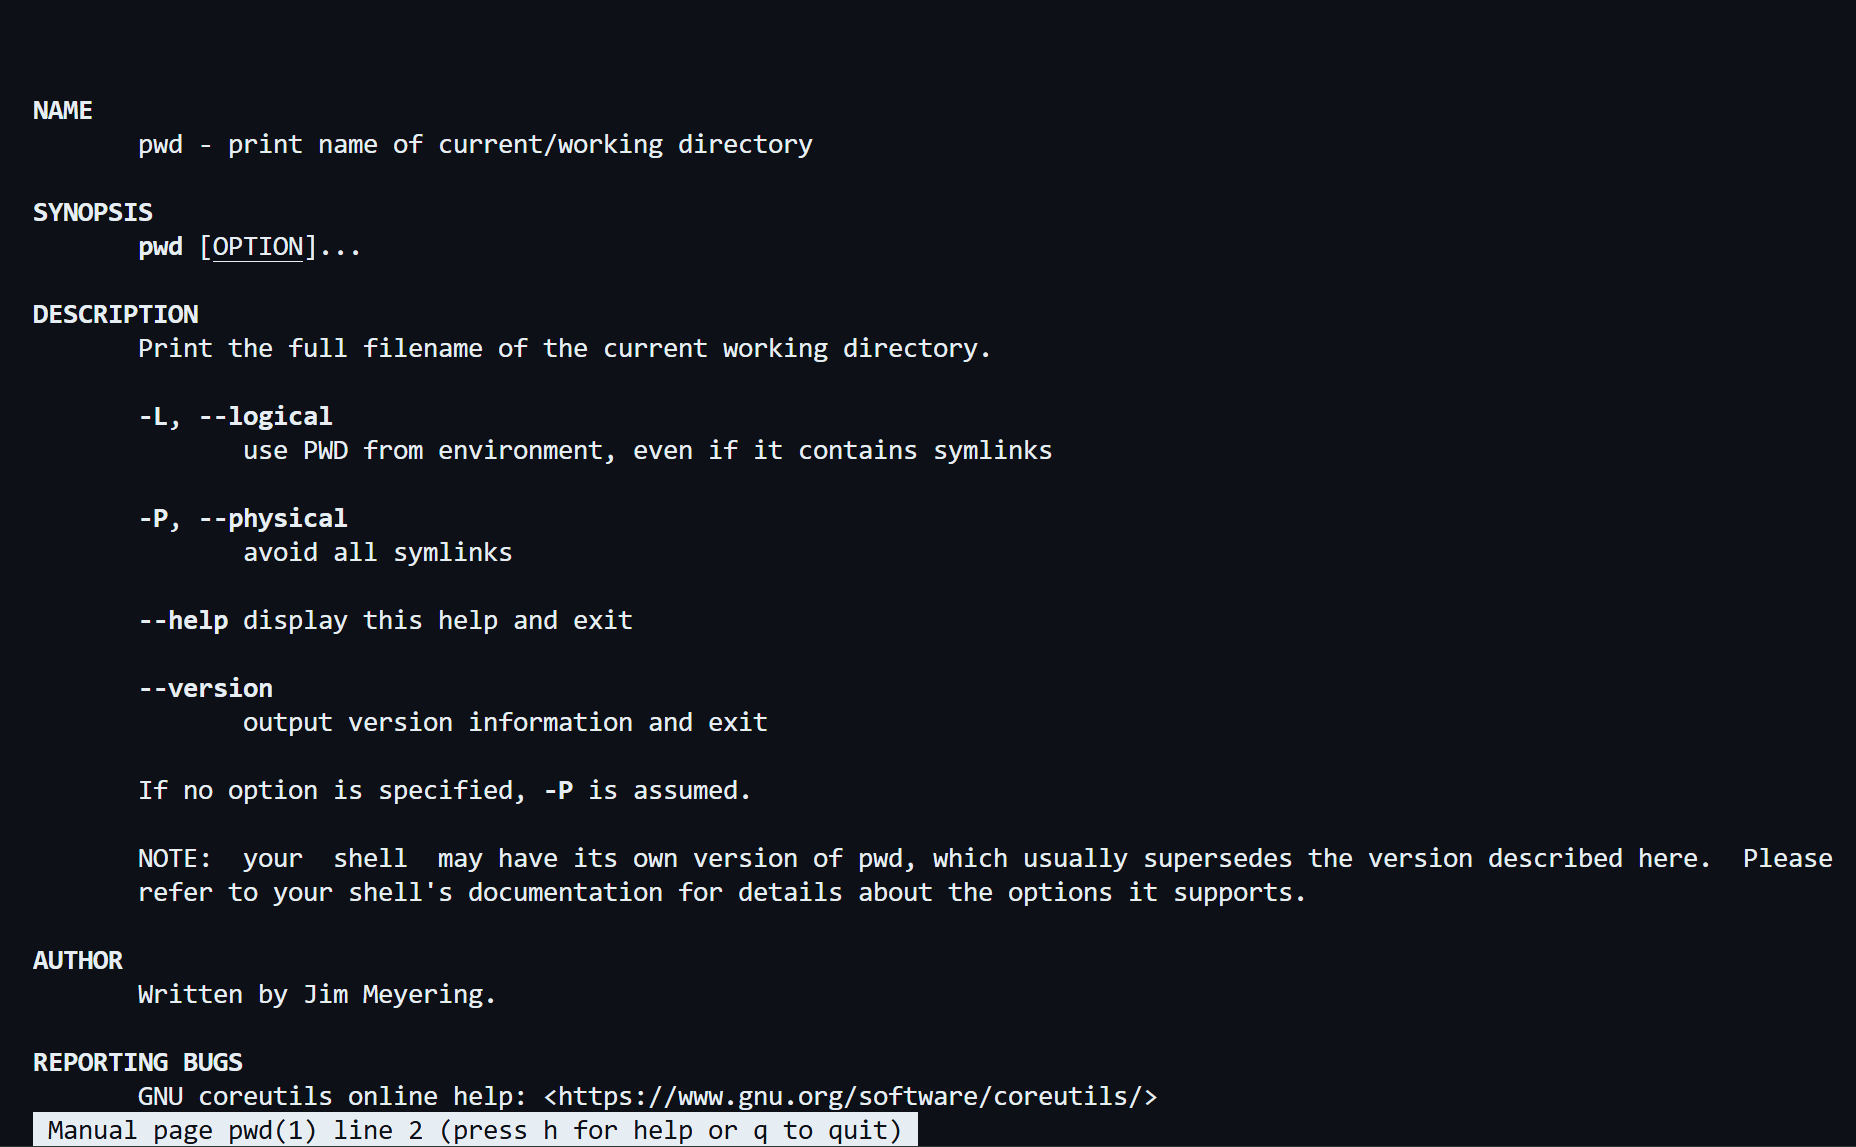 NAME
pwd - print name of current/working directory
SYNOPSIS
pwd [OPTION]...
DESCRIPTION
Print the full filename of the current working directory.
-L, --logical
use PWD from environment, even if it contains symlinks
-P, --physical
avoid all symlinks
--help display this help and exit
--version
output version information and exit
If no option is specified, -P is assumed.
NOTE:  your  shell  may have its own version of pwd, which usually supersedes the version described here.  Please
refer to your shell's documentation for details about the options it supports.
AUTHOR
Written by Jim Meyering.
REPORTING BUGS
GNU coreutils online help: <https://www.gnu.org/software/coreutils/>
Manual page pwd(1) line 2 (press h for help or q to quit)